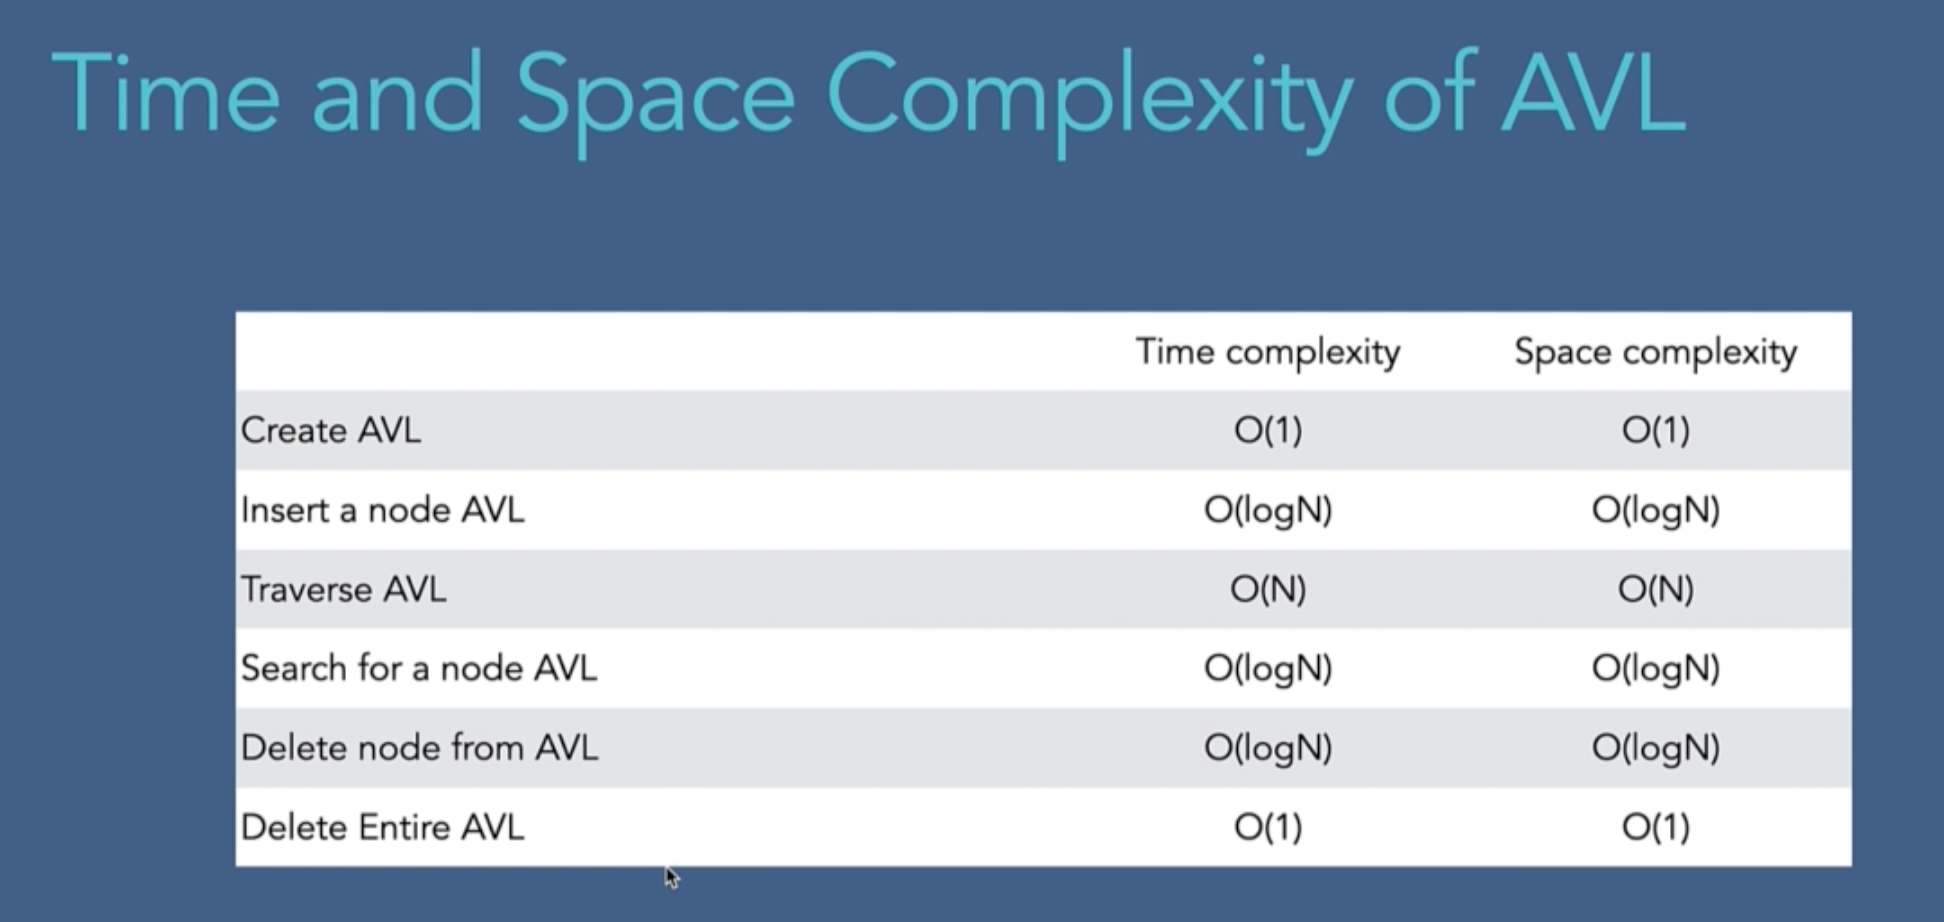 Time and Space Complexity of AVL
Time complexity Space complexity
Create AVL O(1) O(1)
Insert a node AVL O(logN) O(logN)
Traverse AVL O(N) O(N)
Search for a node AVL O(logN) O(logN)
Delete node from AVL O(logN) O(logN)
Delete Entire AVL O(1) O(1)